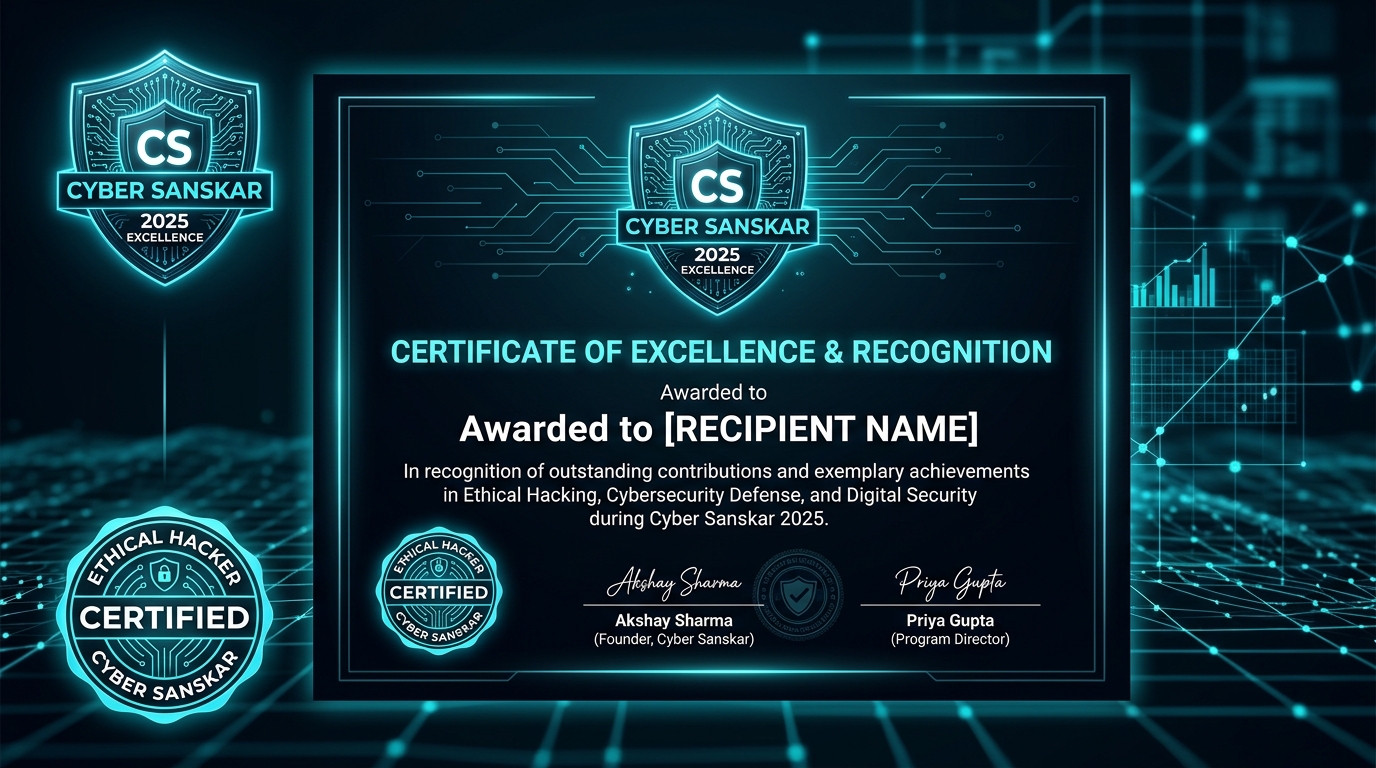 CS
CYBER SANSKAR
2025
EXCELLENCE
ETHICAL HACKER
CERTIFIED
CYBER SANSKAR
CS
CYBER SANSKAR
2025
EXCELLENCE
CERTIFICATE OF EXCELLENCE & RECOGNITION
Awarded to
Awarded to [RECIPIENT NAME]
In recognition of outstanding contributions and exemplary achievements
in Ethical Hacking, Cybersecurity Defense, and Digital Security
during Cyber Sanskar 2025.
ETHICAL HACKER
CERTIFIED
CYBER SANSKAR
Akshay Sharma
Akshay Sharma
(Founder, Cyber Sanskar)
Priya Gupta
Priya Gupta
(Program Director)